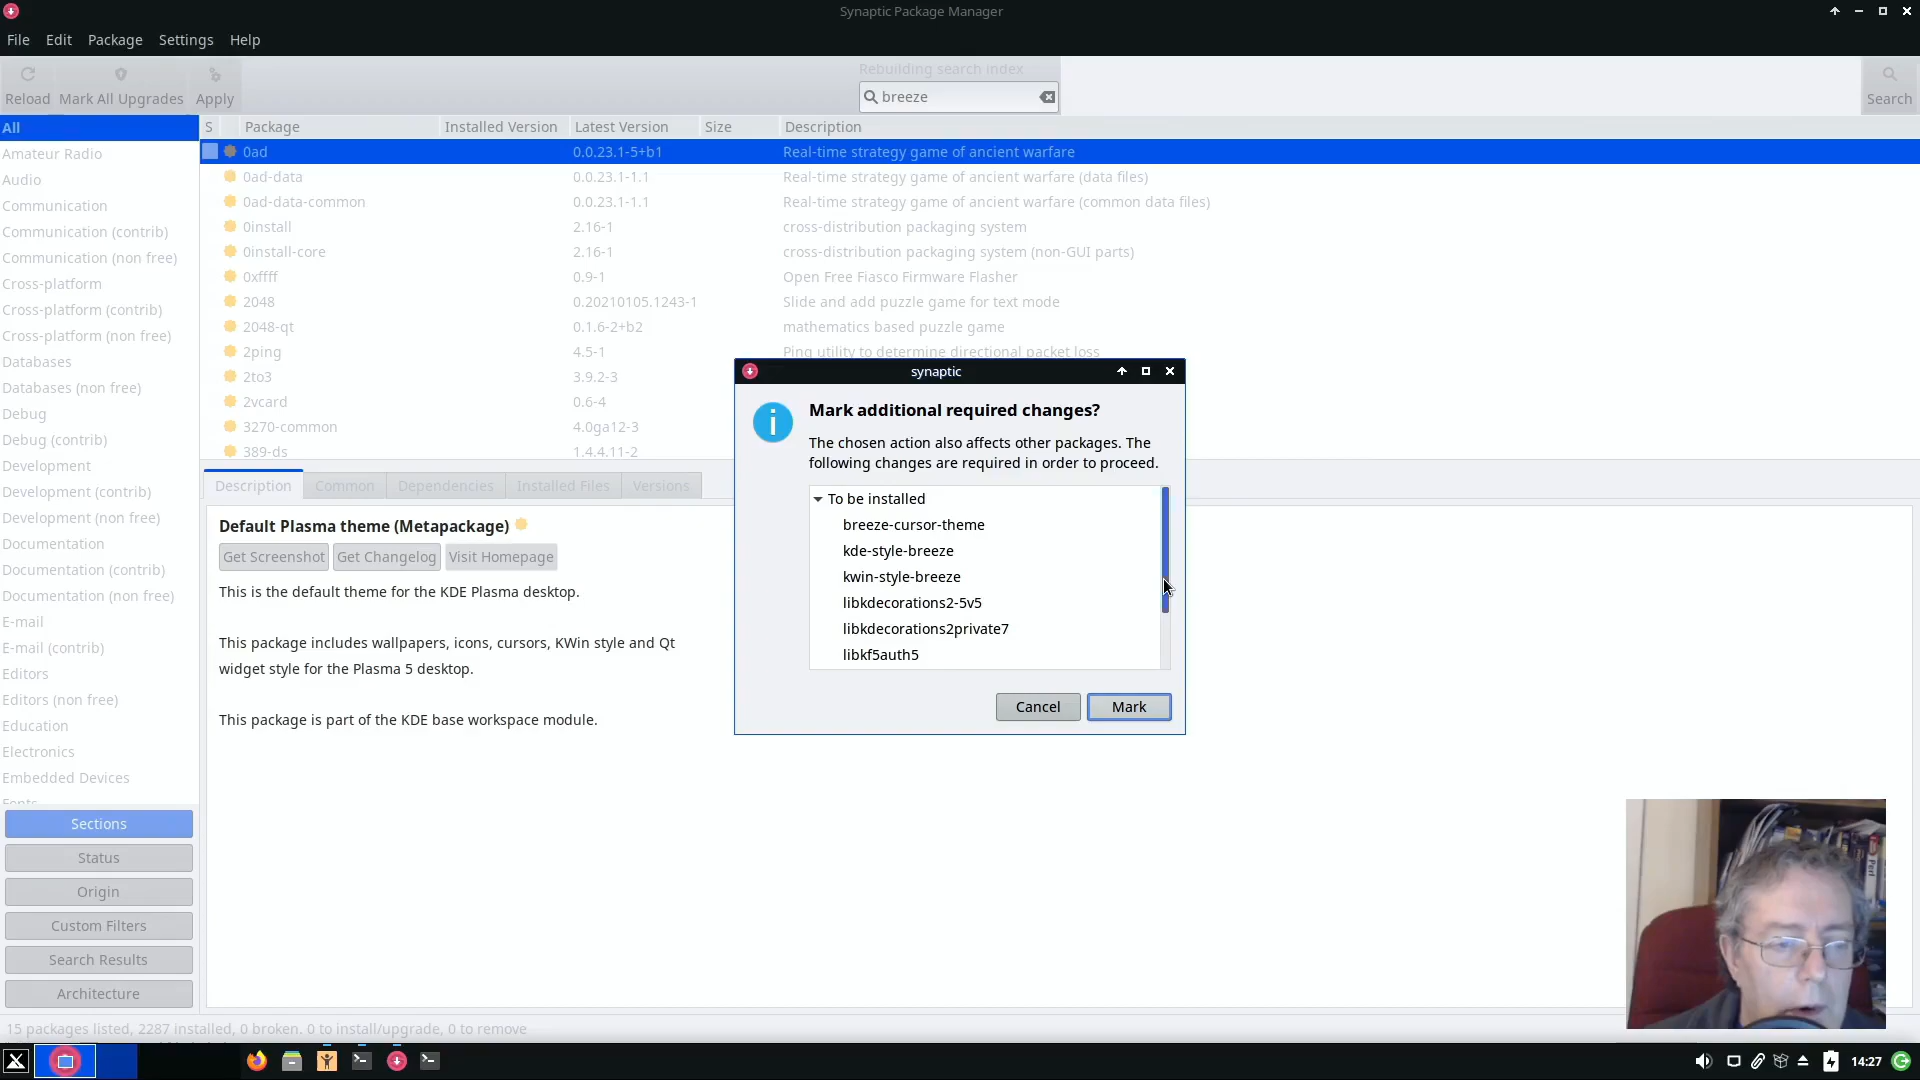 Synaptic Package Manager
File Edit Package Settings Help
Reload Mark All Upgrades Apply
Rebuilding search index
breeze
Search
S Package Installed Version Latest Version Size Description
All
Amateur Radio
Audio
Communication
Communication (contrib)
Communication (non free)
Cross-platform
Cross-platform (contrib)
Cross-platform (non free)
Databases
Databases (non free)
Debug
Debug (contrib)
Development
Development (contrib)
Development (non free)
Documentation
Documentation (contrib)
Documentation (non free)
E-mail
E-mail (contrib)
Editors
Editors (non free)
Education
Electronics
Embedded Devices
Fonts
Sections
Status
Origin
Custom Filters
Search Results
Architecture
0ad 0.0.23.1-5+b1 Real-time strategy game of ancient warfare
0ad-data 0.0.23.1-1.1 Real-time strategy game of ancient warfare (data files)
0ad-data-common 0.0.23.1-1.1 Real-time strategy game of ancient warfare (common data files)
0install 2.16-1 cross-distribution packaging system
0install-core 2.16-1 cross-distribution packaging system (non-GUI parts)
0xffff 0.9-1 Open Free Fiasco Firmware Flasher
2048 0.20210105.1243-1 Slide and add puzzle game for text mode
2048-qt 0.1.6-2+b2 mathematics based puzzle game
2ping 4.5-1 Ping utility to determine directional packet loss
2to3 3.9.2-3
2vcard 0.6-4
3270-common 4.0ga12-3
389-ds 1.4.4.11-2
Description Common Dependencies Installed Files Versions
Default Plasma theme (Metapackage)
Get Screenshot Get Changelog Visit Homepage
This is the default theme for the KDE Plasma desktop.
This package includes wallpapers, icons, cursors, KWin style and Qt
widget style for the Plasma 5 desktop.
This package is part of the KDE base workspace module.
synaptic
Mark additional required changes?
The chosen action also affects other packages. The
following changes are required in order to proceed.
To be installed
breeze-cursor-theme
kde-style-breeze
kwin-style-breeze
libkdecorations2-5v5
libkdecorations2private7
libkf5auth5
Cancel Mark
15 packages listed, 2287 installed, 0 broken. 0 to install/upgrade, 0 to remove
14:27